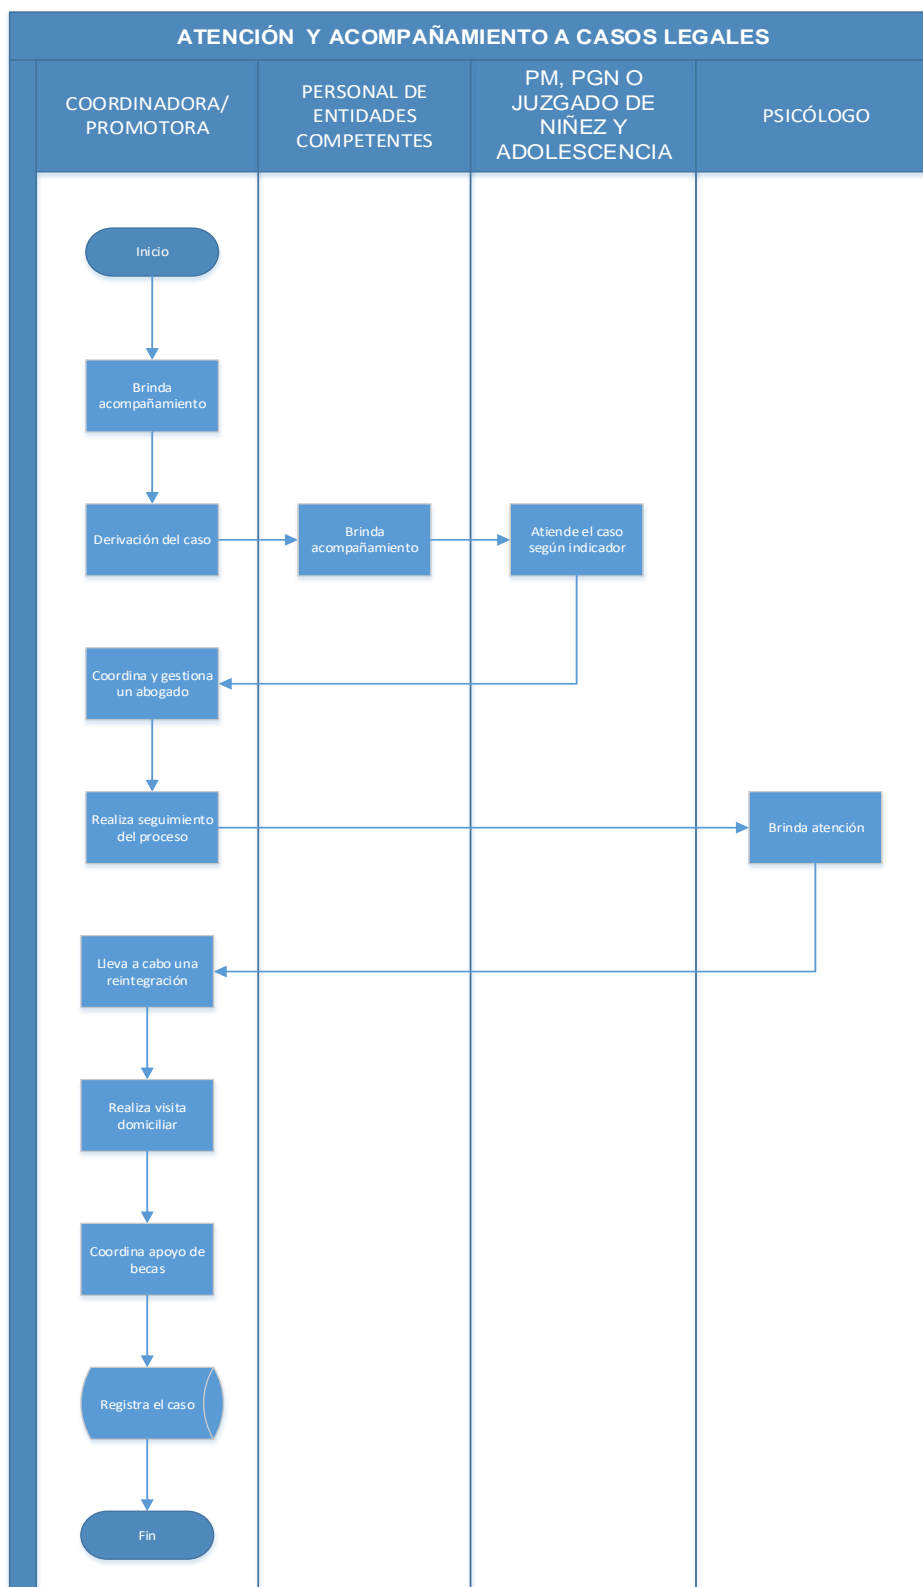 ATENCIÓN Y ACOMPAÑAMIENTO A CASOS LEGALES
COORDINADORA/
PROMOTORA
PERSONAL DE
ENTIDADES
COMPETENTES
PM, PGN O
JUZGADO DE
NIÑEZ Y
ADOLESCENCIA
PSICÓLOGO
Inicio
Brinda
acompañamiento
Derivación del caso
Brinda
acompañamiento
Atiende el caso
según indicador
Coordina y gestiona
un abogado
Realiza seguimiento
del proceso
Brinda atención
Lleva a cabo una
reintegración
Realiza visita
domiciliar
Coordina apoyo de
becas
Registra el caso
Fin